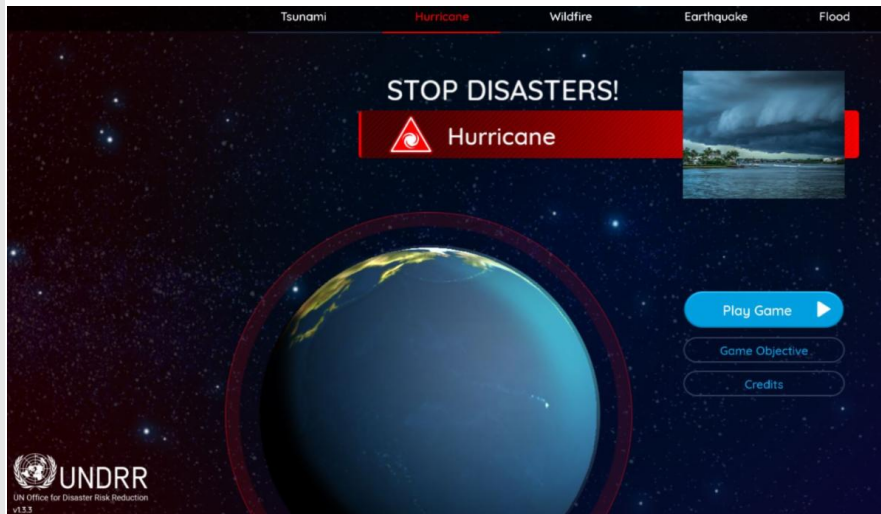 Tsunami Hurricane Wildfire Earthquake Flood
STOP DISASTERS!
Hurricane
Play Game
Game Objective
Credits
UNDRR
UN Office for Disaster Risk Reduction
v1.3.3